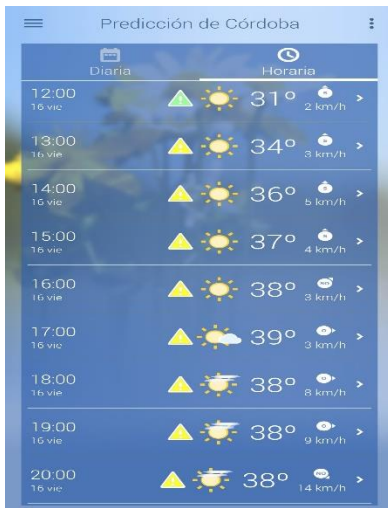 Predicción de Córdoba
Diaria
Horaria
12:00
16 vie
31º
2 km/h
13:00
16 vie
34º
3 km/h
14:00
16 vie
36º
5 km/h
15:00
16 vie
37º
4 km/h
16:00
16 vie
38º
3 km/h
17:00
16 vie
39º
3 km/h
18:00
16 vie
38º
8 km/h
19:00
16 vie
38º
9 km/h
20:00
16 vie
38º
14 km/h